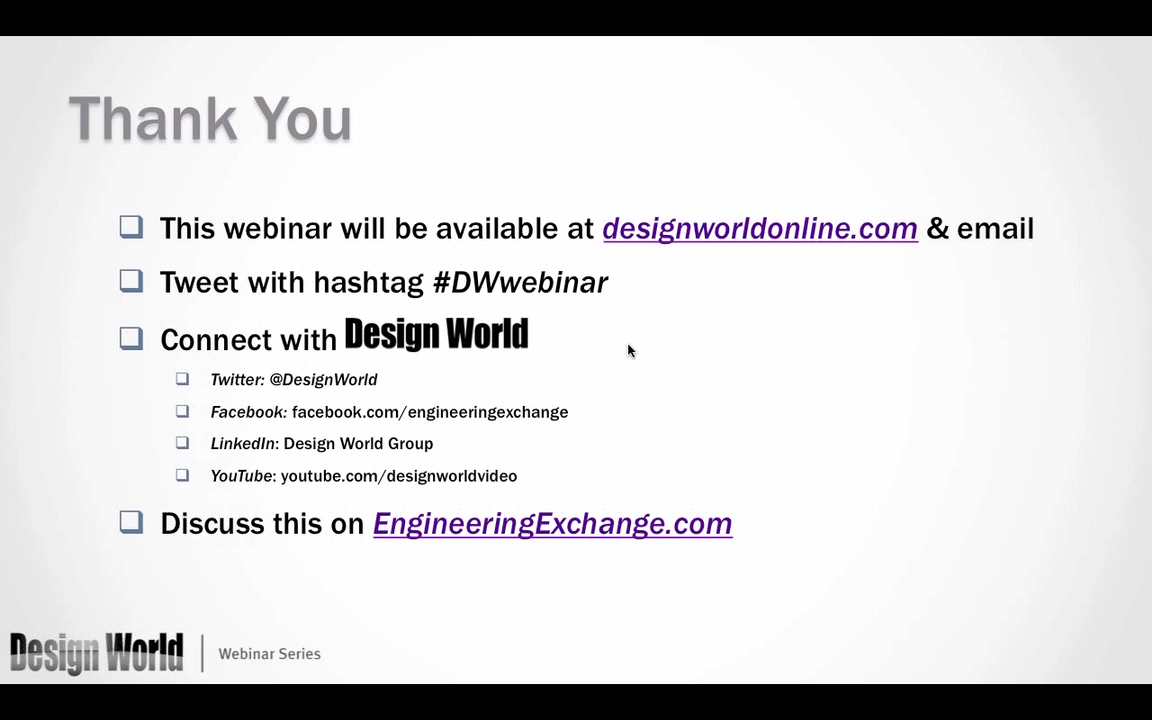 Thank You
This webinar will be available at designworldonline.com & email
Tweet with hashtag #DWwebinar
Connect with Design World
Twitter: @DesignWorld
Facebook: facebook.com/engineeringexchange
LinkedIn: Design World Group
YouTube: youtube.com/designworldvideo
Discuss this on EngineeringExchange.com
Design World | Webinar Series